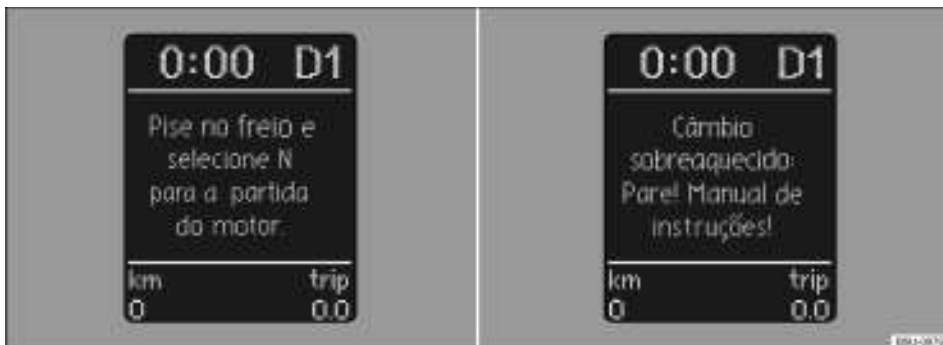 0:00 D1
Pise no freio e
selecione N
para a partida
do motor.
km trip
0 0.0
0:00 D1
Câmbio
sobreaquecido:
Pare! Manual de
instruções!
km trip
0 0.0